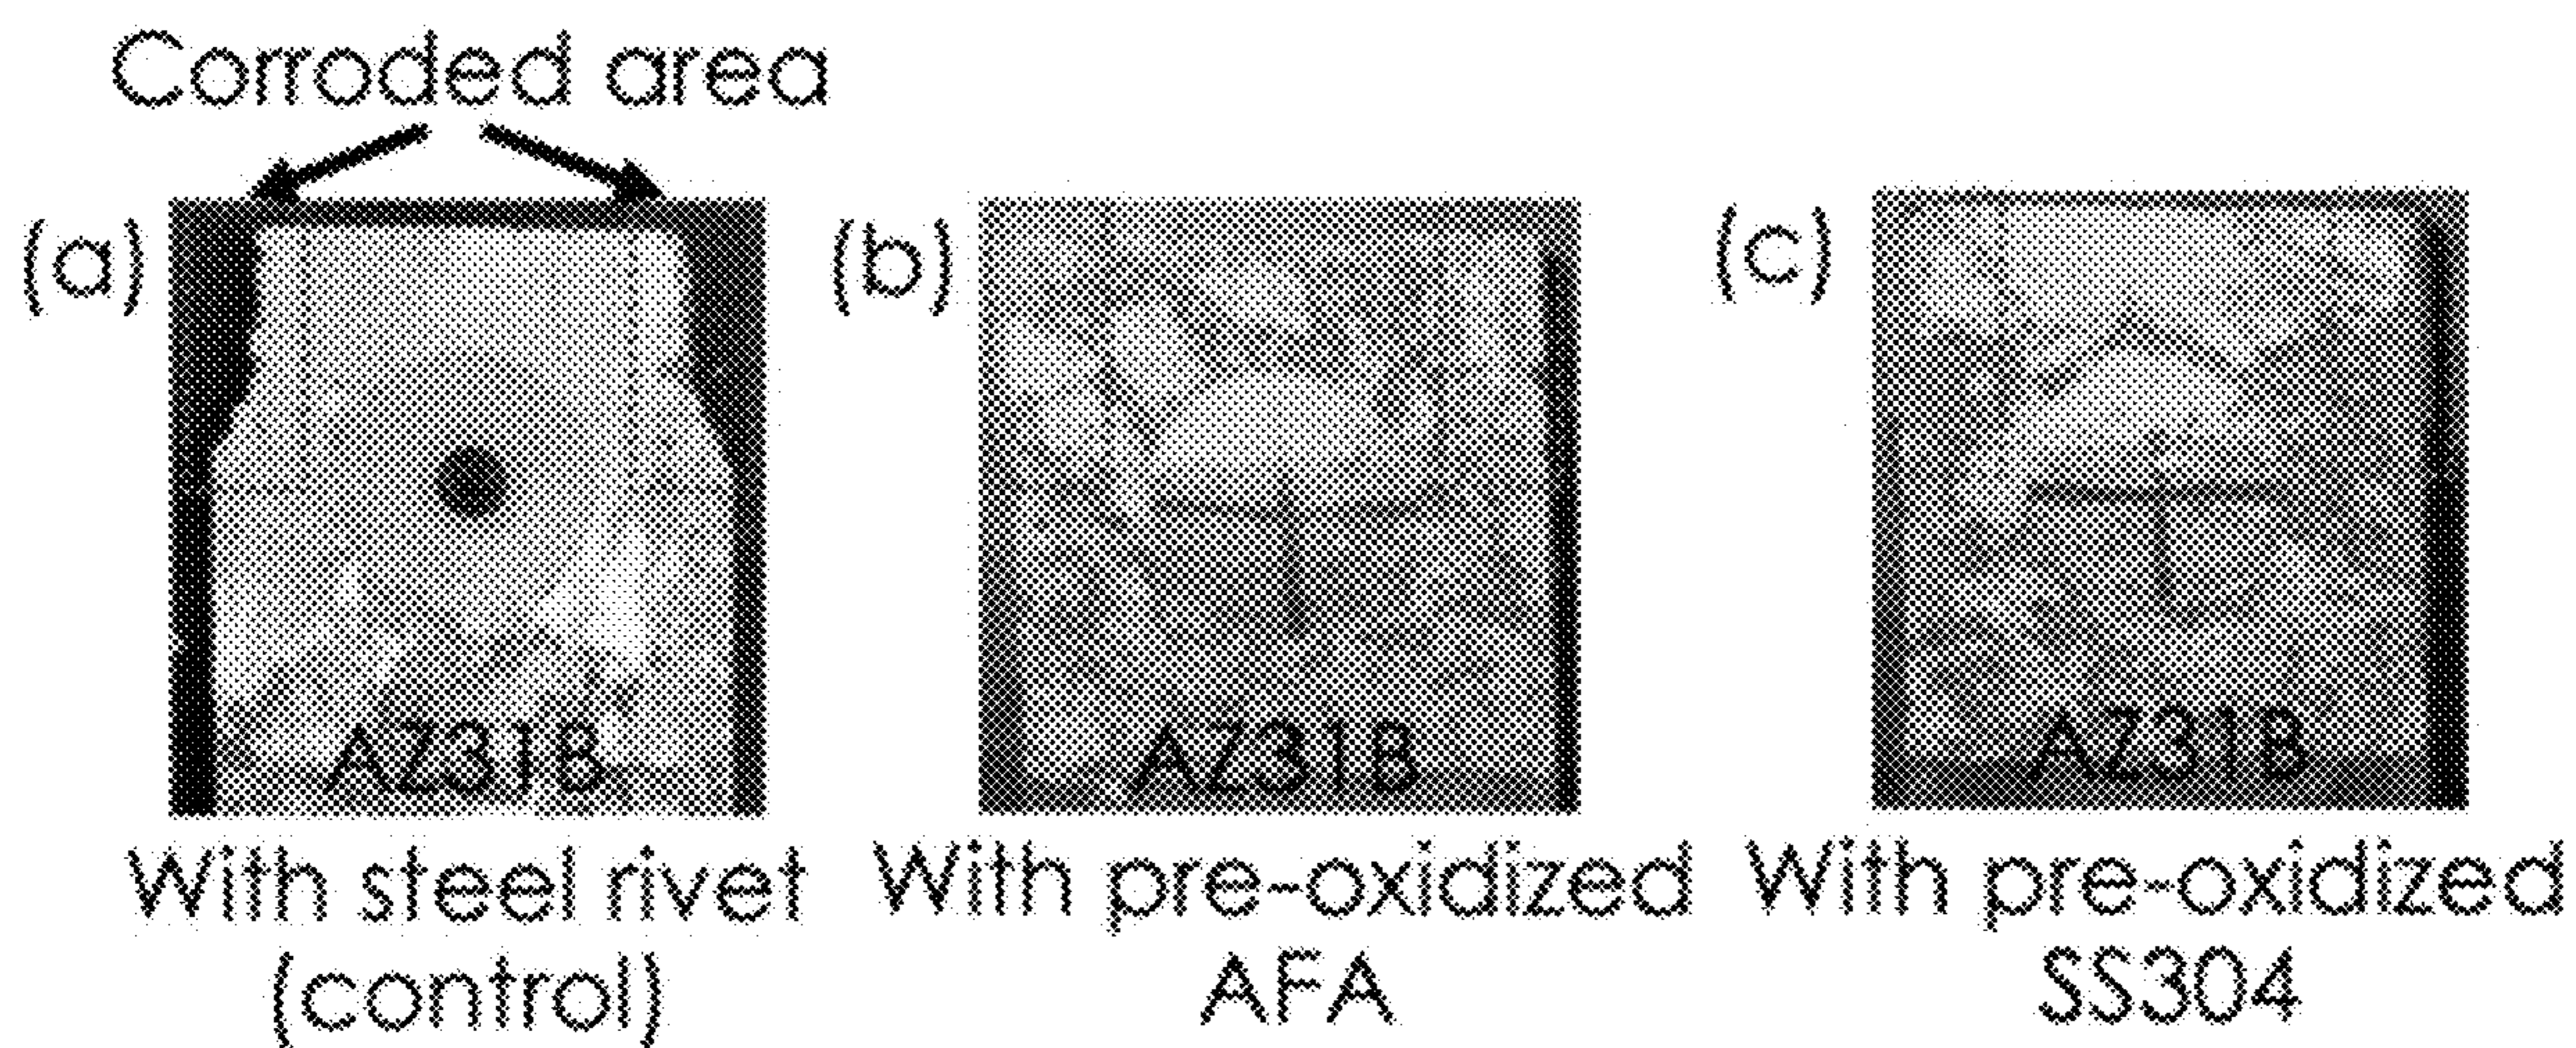 Corroded area
(a)
(b)
(c)
AZ31B
AZ31B
AZ31B
With steel rivet
(control)
With pre-oxidized
AFA
With pre-oxidized
SS304